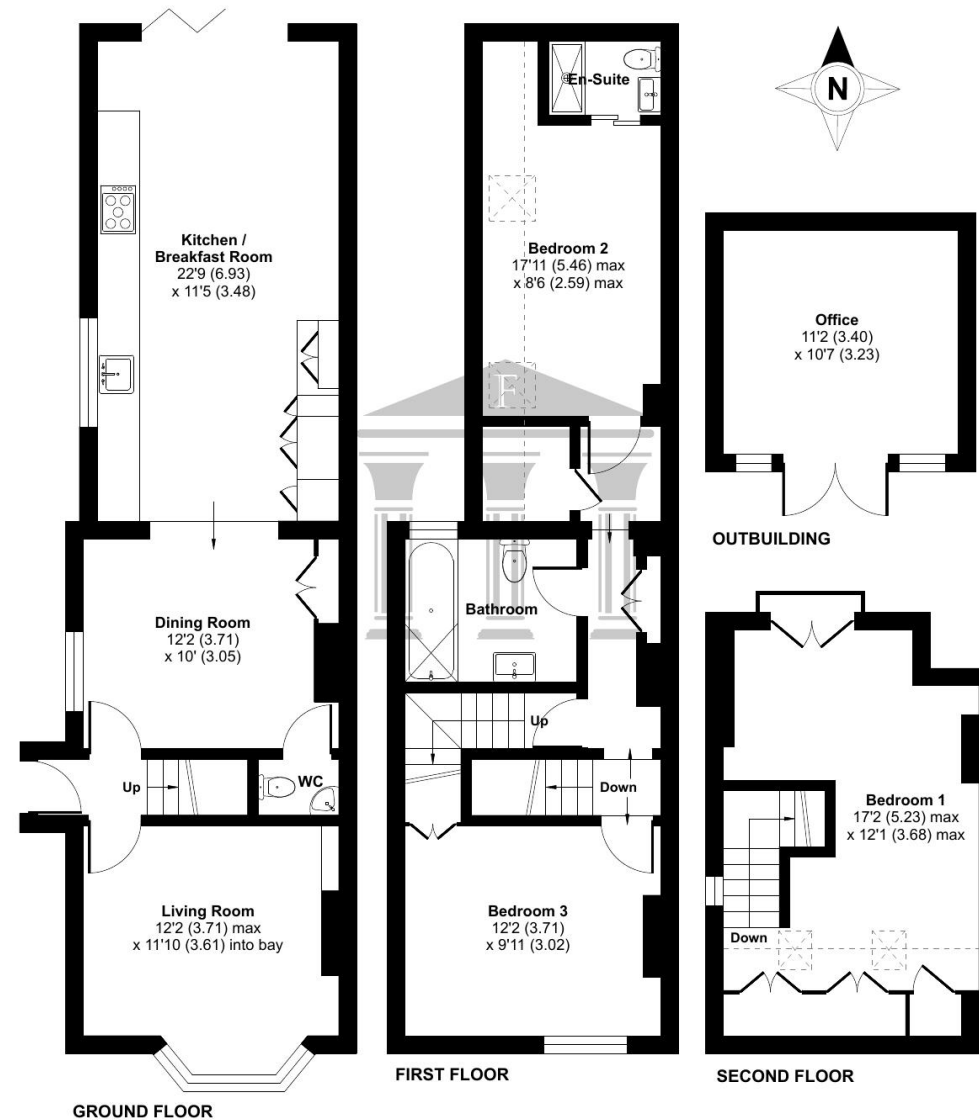 Kitchen /
Breakfast Room
22'9 (6.93)
x 11'5 (3.48)
Dining Room
12'2 (3.71)
x 10' (3.05)
Up
WC
Living Room
12'2 (3.71) max
x 11'10 (3.61) into bay
GROUND FLOOR
En-Suite
Bedroom 2
17'11 (5.46) max
x 8'6 (2.59) max
F
Bathroom
Up
Down
Bedroom 3
12'2 (3.71)
x 9'11 (3.02)
FIRST FLOOR
N
Office
11'2 (3.40)
x 10'7 (3.23)
OUTBUILDING
Bedroom 1
17'2 (5.23) max
x 12'1 (3.68) max
Down
SECOND FLOOR